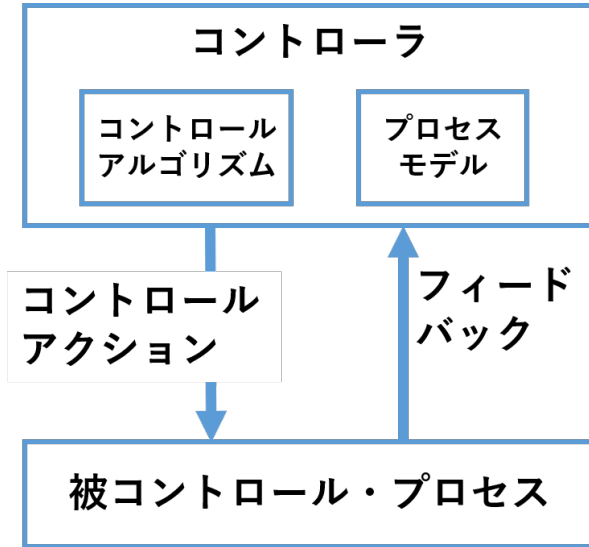 コントローラ
コントロール
アルゴリズム
プロセス
モデル
コントロール
アクション
フィード
バック
被コントロール・プロセス